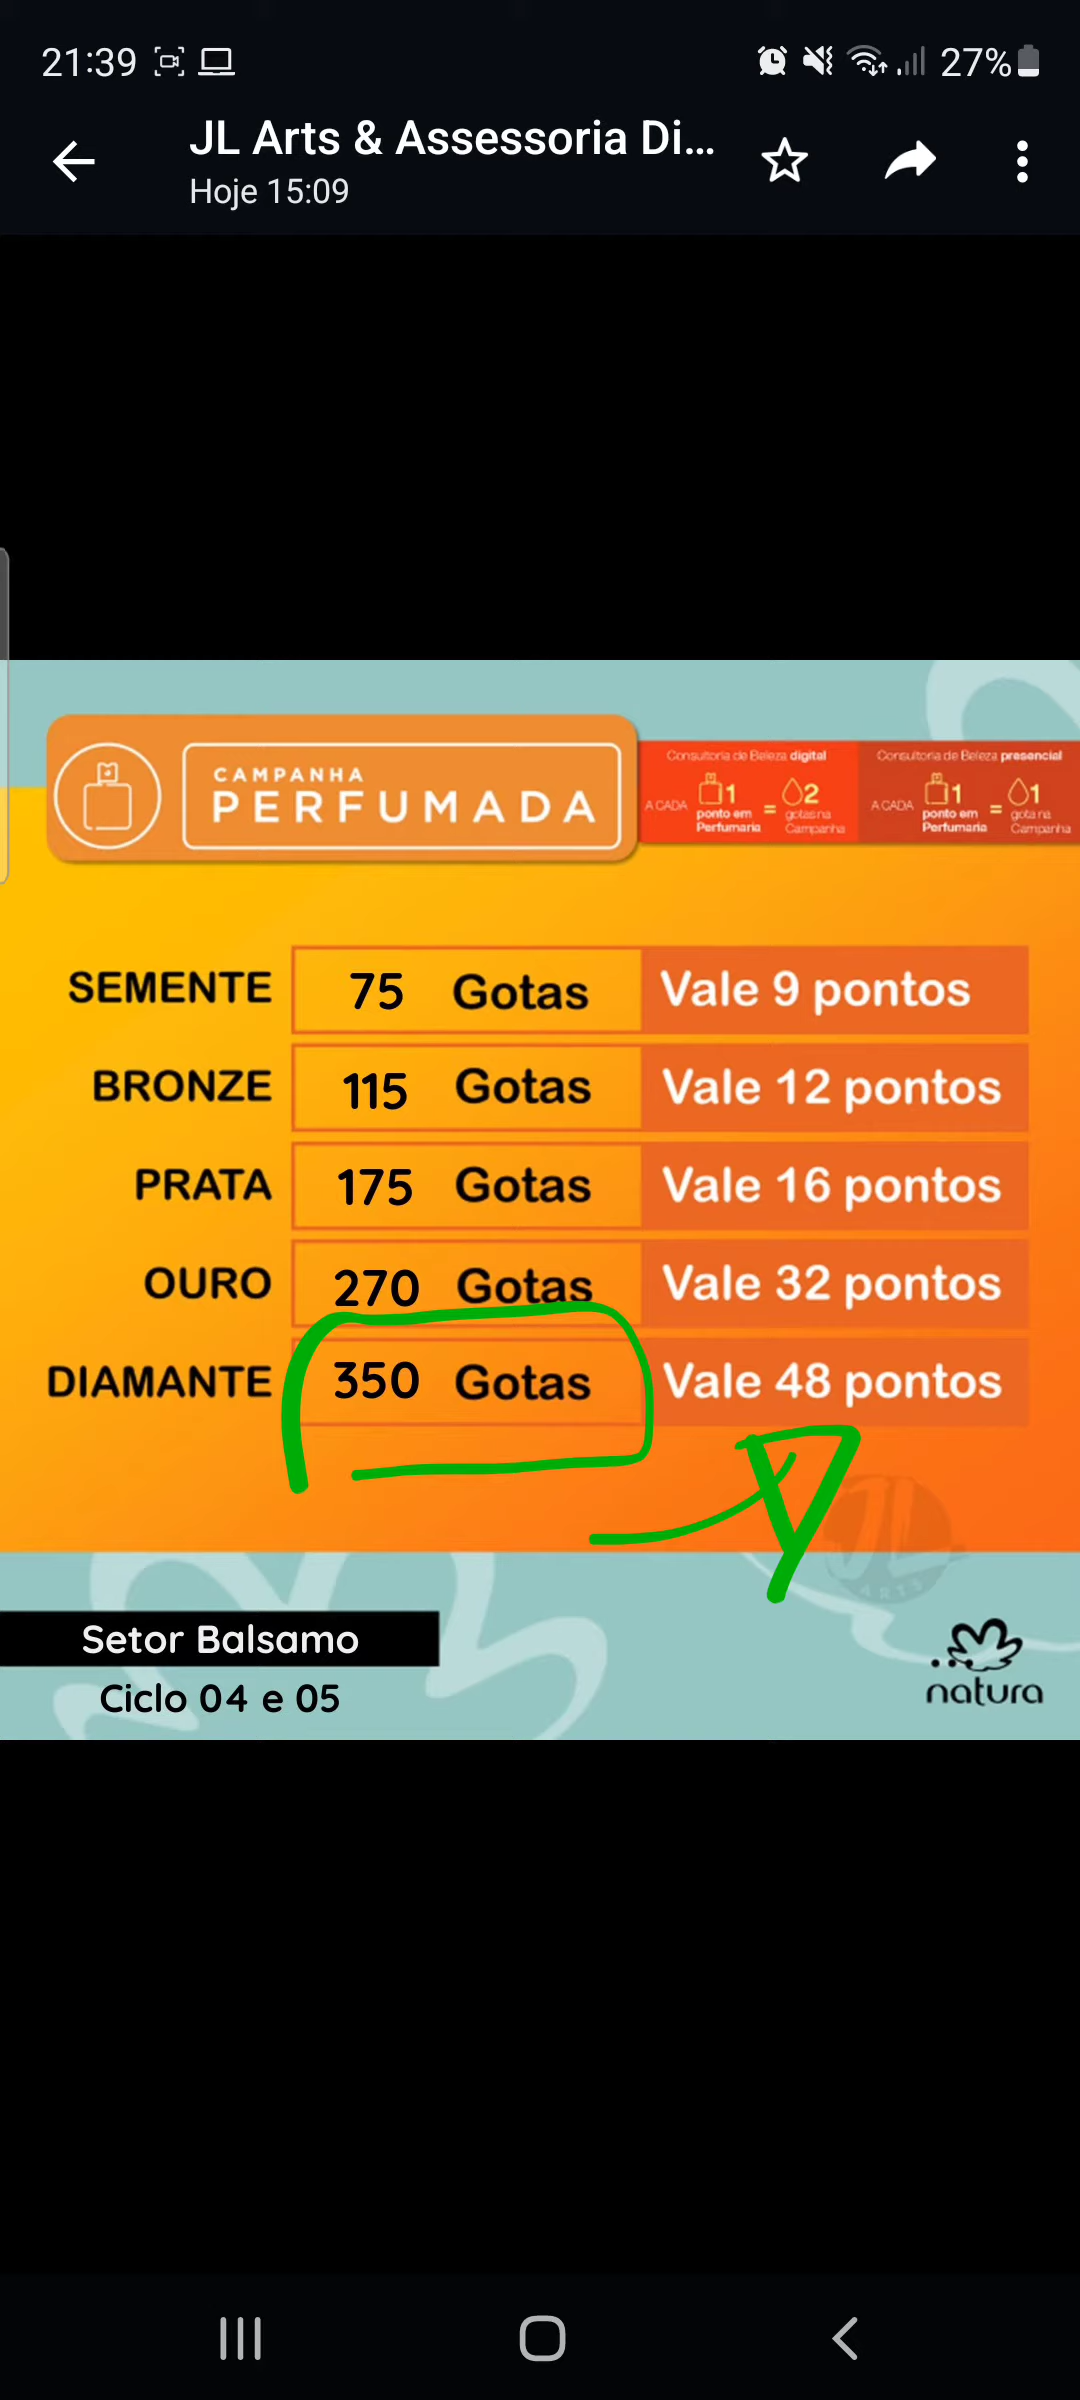 21:39
27%
JL Arts & Assessoria Di...
Hoje 15:09
CAMPANHA
PERFUMADA
Consultoria de Beleza digital
A CADA 1 ponto em Perfumaria = 2 gotas na Campanha
Consultoria de Beleza presencial
A CADA 1 ponto em Perfumaria = 1 gota na Campanha
SEMENTE 75 Gotas Vale 9 pontos
BRONZE 115 Gotas Vale 12 pontos
PRATA 175 Gotas Vale 16 pontos
OURO 270 Gotas Vale 32 pontos
DIAMANTE 350 Gotas Vale 48 pontos
JL
ARTS
Setor Balsamo
Ciclo 04 e 05
natura